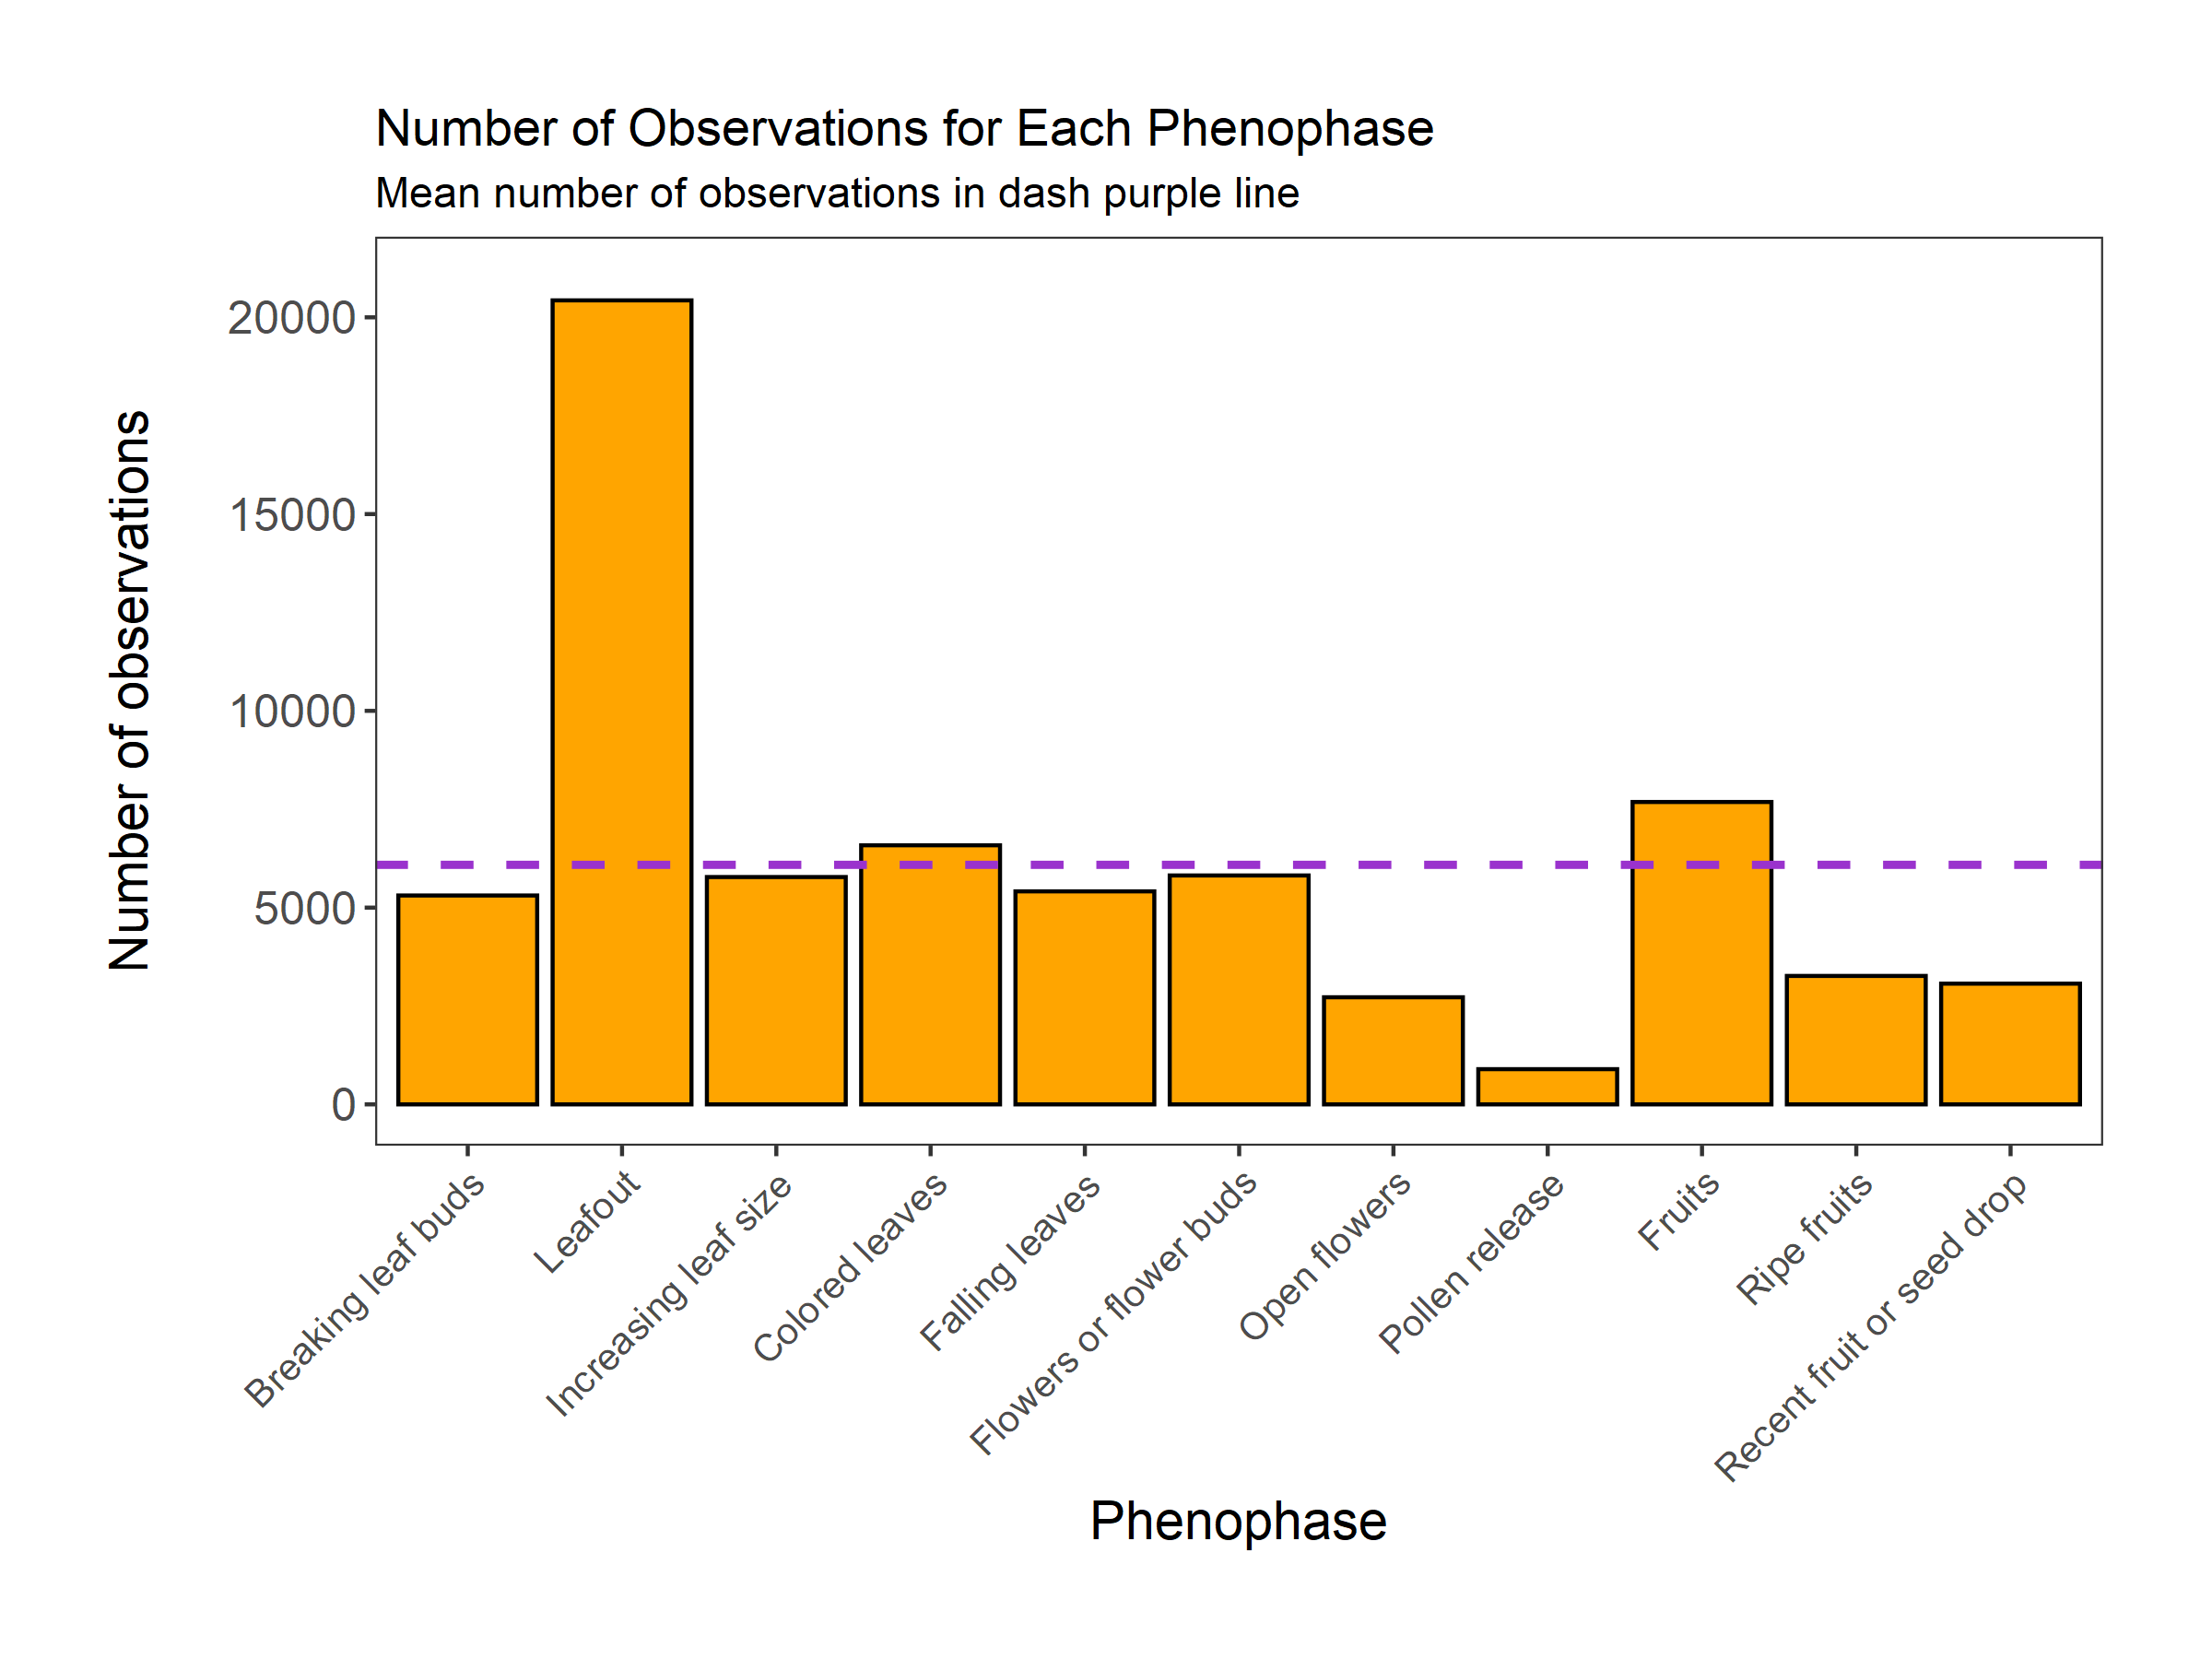 Number of Observations for Each Phenophase
Mean number of observations in dash purple line
Number of observations
20000
15000
10000
5000
0
Breaking leaf buds
Leafout
Increasing leaf size
Colored leaves
Falling leaves
Flowers or flower buds
Open flowers
Pollen release
Fruits
Ripe fruits
Recent fruit or seed drop
Phenophase